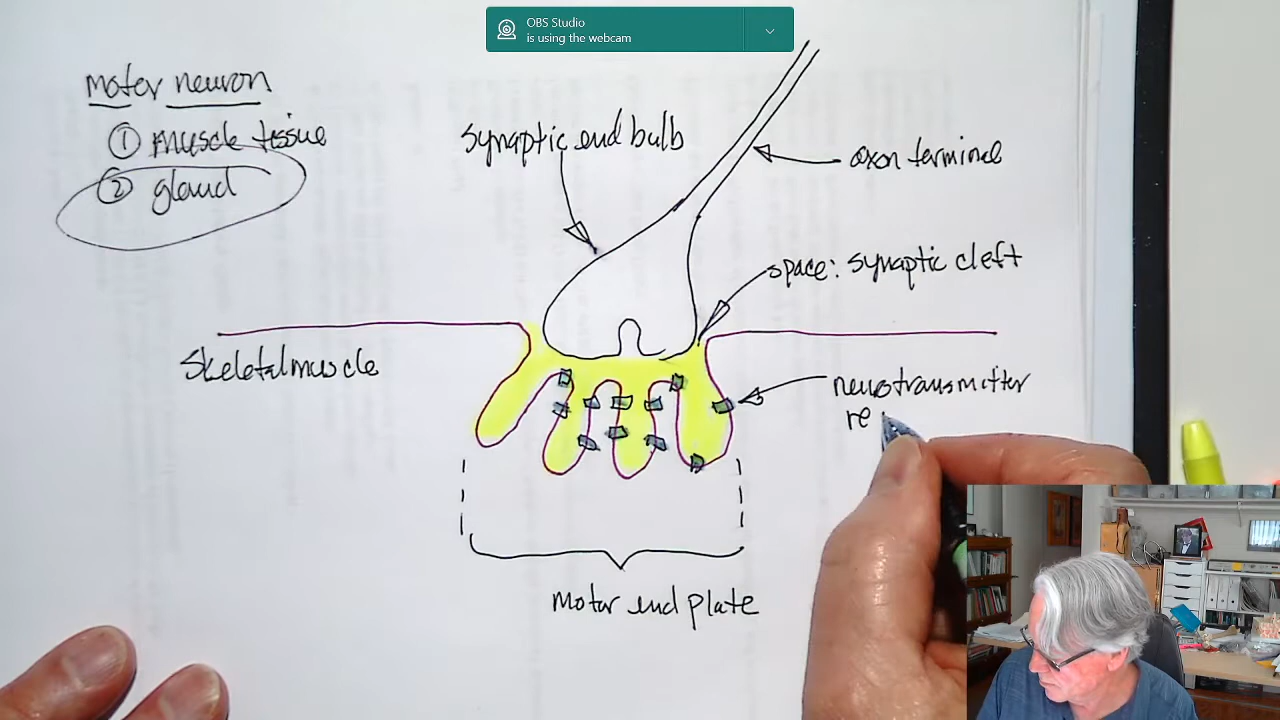 OBS Studio
is using the webcam
motor neuron
① muscle tissue
② gland
synaptic end bulb
axon terminal
space: synaptic cleft
Skeletal muscle
neurotransmitter
re
motor end plate